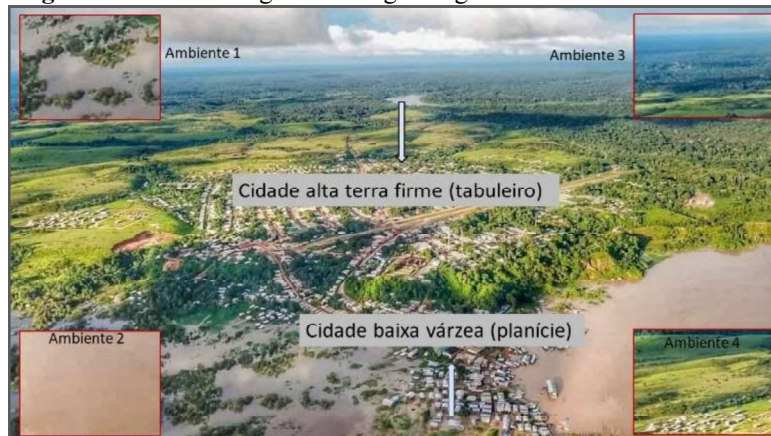 Ambiente 1
Ambiente 3
Cidade alta terra firme (tabuleiro)
Cidade baixa várzea (planície)
Ambiente 2
Ambiente 4